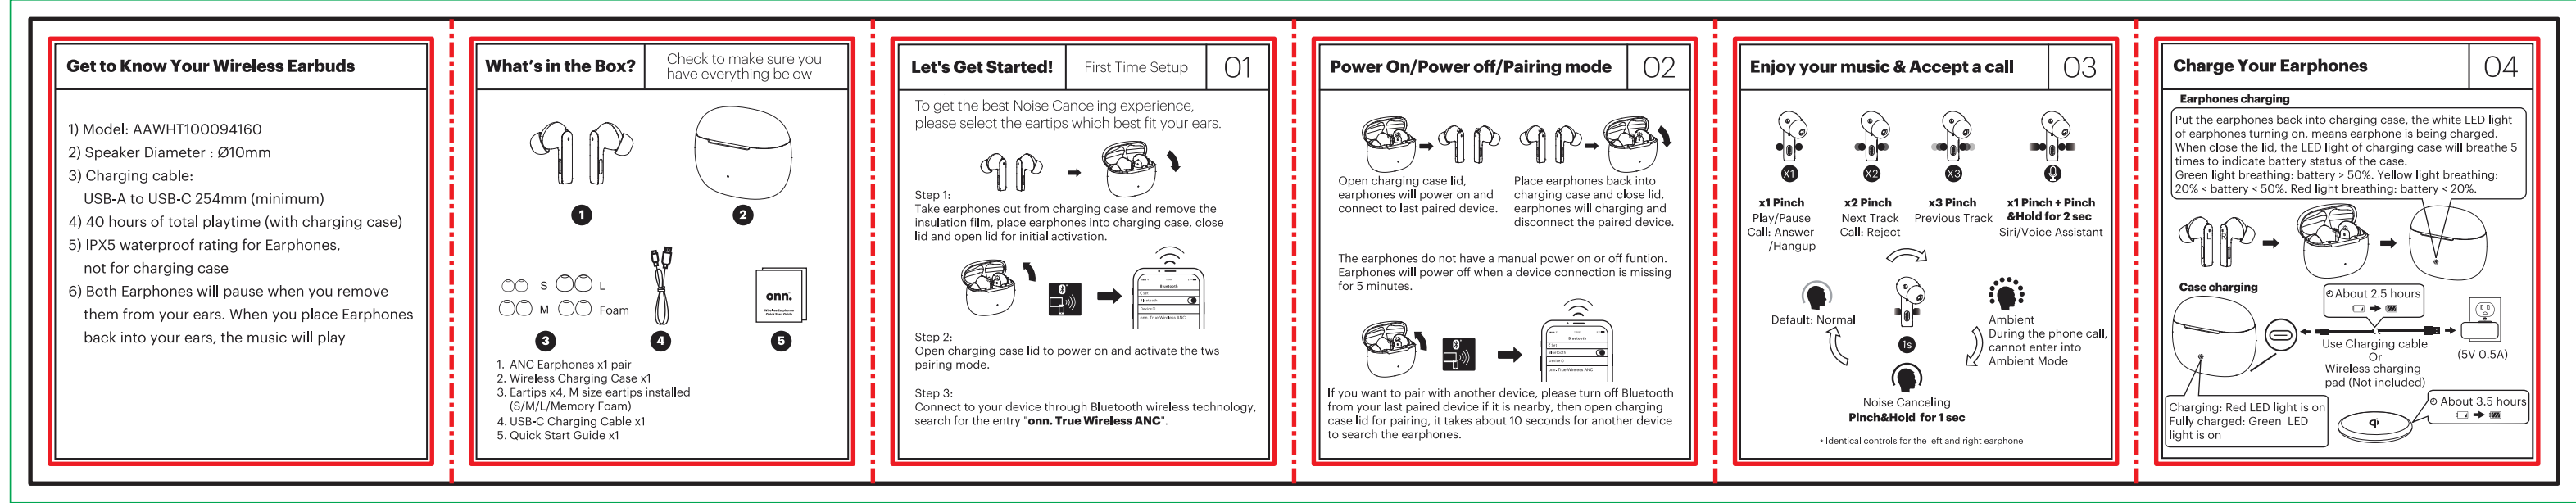 Get to Know Your Wireless Earbuds
1) Model: AAWHT100094160
2) Speaker Diameter : Ø10mm
3) Charging cable:
USB-A to USB-C 254mm (minimum)
4) 40 hours of total playtime (with charging case)
5) IPX5 waterproof rating for Earphones,
not for charging case
6) Both Earphones will pause when you remove
them from your ears. When you place Earphones
back into your ears, the music will play
What's in the Box?
Check to make sure you
have everything below
1
2
S
L
M
Foam
onn.
Wireless Earphones
Quick Start Guide
3
4
5
1. ANC Earphones x1 pair
2. Wireless Charging Case x1
3. Eartips x4, M size eartips installed
(S/M/L/Memory Foam)
4. USB-C Charging Cable x1
5. Quick Start Guide x1
Let's Get Started!
First Time Setup
01
To get the best Noise Canceling experience,
please select the eartips which best fit your ears.
Step 1:
Take earphones out from charging case and remove the
insulation film, place earphones into charging case, close
lid and open lid for initial activation.
Bluetooth
Bluetooth
onn. True Wireless ANC
Step 2:
Open charging case lid to power on and activate the tws
pairing mode.
Step 3:
Connect to your device through Bluetooth wireless technology,
search for the entry "onn. True Wireless ANC".
Power On/Power off/Pairing mode
02
Open charging case lid,
earphones will power on and
connect to last paired device.
Place earphones back into
charging case and close lid,
earphones will charging and
disconnect the paired device.
The earphones do not have a manual power on or off funtion.
Earphones will power off when a device connection is missing
for 5 minutes.
Bluetooth
Bluetooth
onn. True Wireless ANC
If you want to pair with another device, please turn off Bluetooth
from your last paired device if it is nearby, then open charging
case lid for pairing, it takes about 10 seconds for another device
to search the earphones.
Enjoy your music & Accept a call
03
X1
X2
X3
x1 Pinch
Play/Pause
Call: Answer
/Hangup
x2 Pinch
Next Track
Call: Reject
x3 Pinch
Previous Track
x1 Pinch + Pinch
&Hold for 2 sec
Siri/Voice Assistant
Default: Normal
1s
Ambient
During the phone call,
cannot enter into
Ambient Mode
Noise Canceling
Pinch&Hold for 1 sec
* Identical controls for the left and right earphone
Charge Your Earphones
04
Earphones charging
Put the earphones back into charging case, the white LED light
of earphones turning on, means earphone is being charged.
When close the lid, the LED light of charging case will breathe 5
times to indicate battery status of the case.
Green light breathing: battery > 50%. Yellow light breathing:
20% < battery < 50%. Red light breathing: battery < 20%.
L
R
Case charging
About 2.5 hours
Use Charging cable
Or
Wireless charging
pad (Not included)
(5V 0.5A)
Charging: Red LED light is on
Fully charged: Green LED
light is on
About 3.5 hours
qi